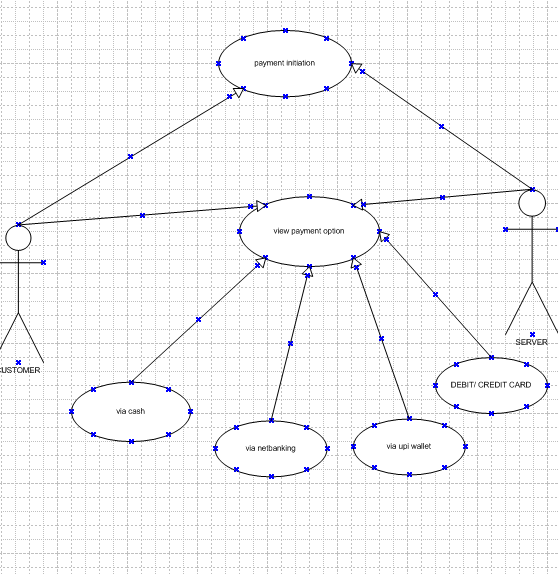 payment initiation
view payment option
SERVER
CUSTOMER
DEBIT/ CREDIT CARD
via cash
via netbanking
via upi wallet